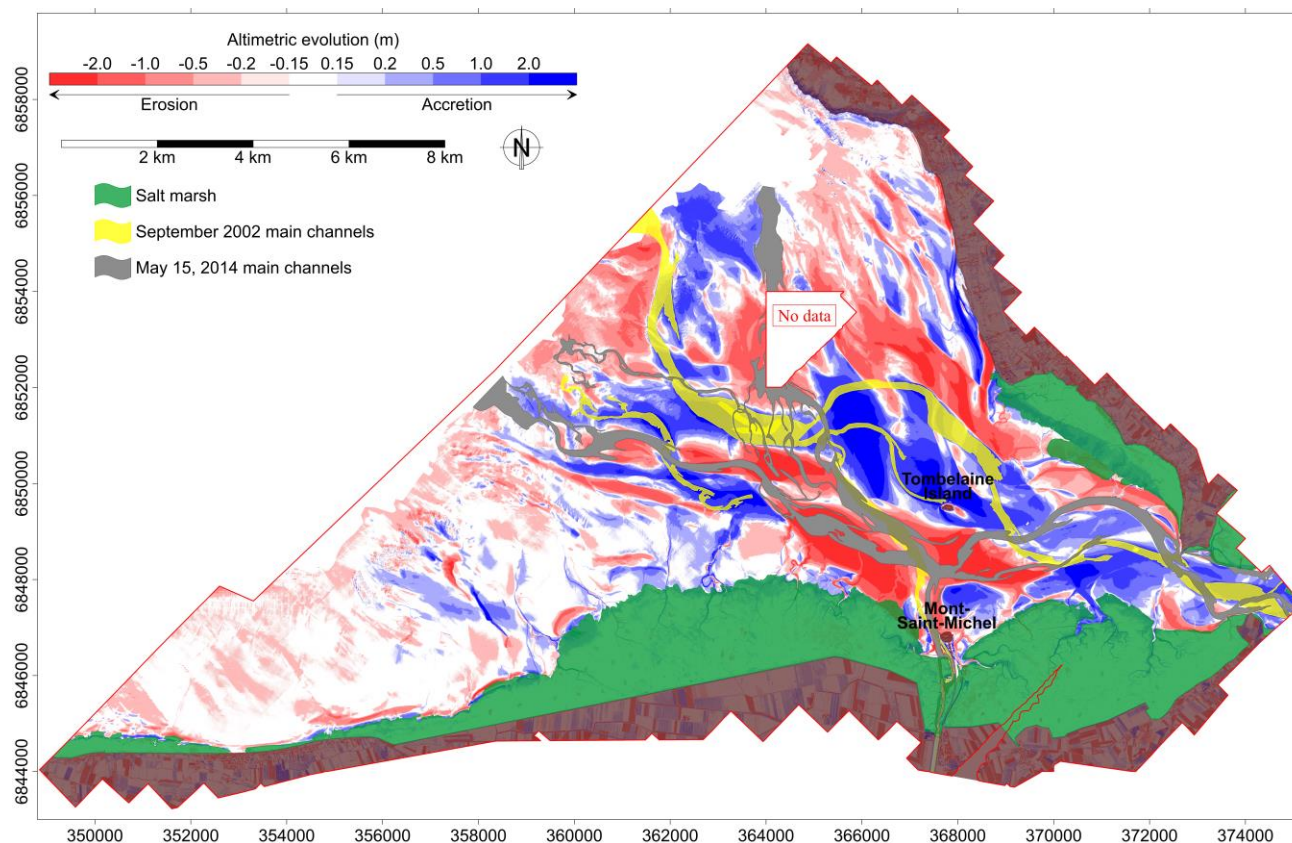 Altimetric evolution (m)
-2.0 -1.0 -0.5 -0.2 -0.15 0.15 0.2 0.5 1.0 2.0
Erosion Accretion
2 km 4 km 6 km 8 km
N
Salt marsh
September 2002 main channels
May 15, 2014 main channels
No data
Tombelaine
Island
Mont-
Saint-Michel
6858000
6856000
6854000
6852000
6850000
6848000
6846000
6844000
350000 352000 354000 356000 358000 360000 362000 364000 366000 368000 370000 372000 374000